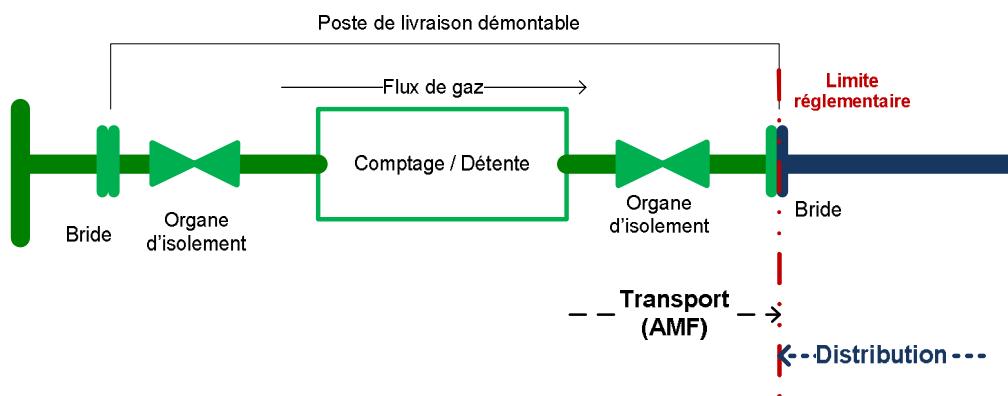 Poste de livraison démontable
Flux de gaz
Limite
réglementaire
Comptage / Détente
Bride
Organe
d'isolement
Organe
d'isolement
Bride
Transport
(AMF)
Distribution